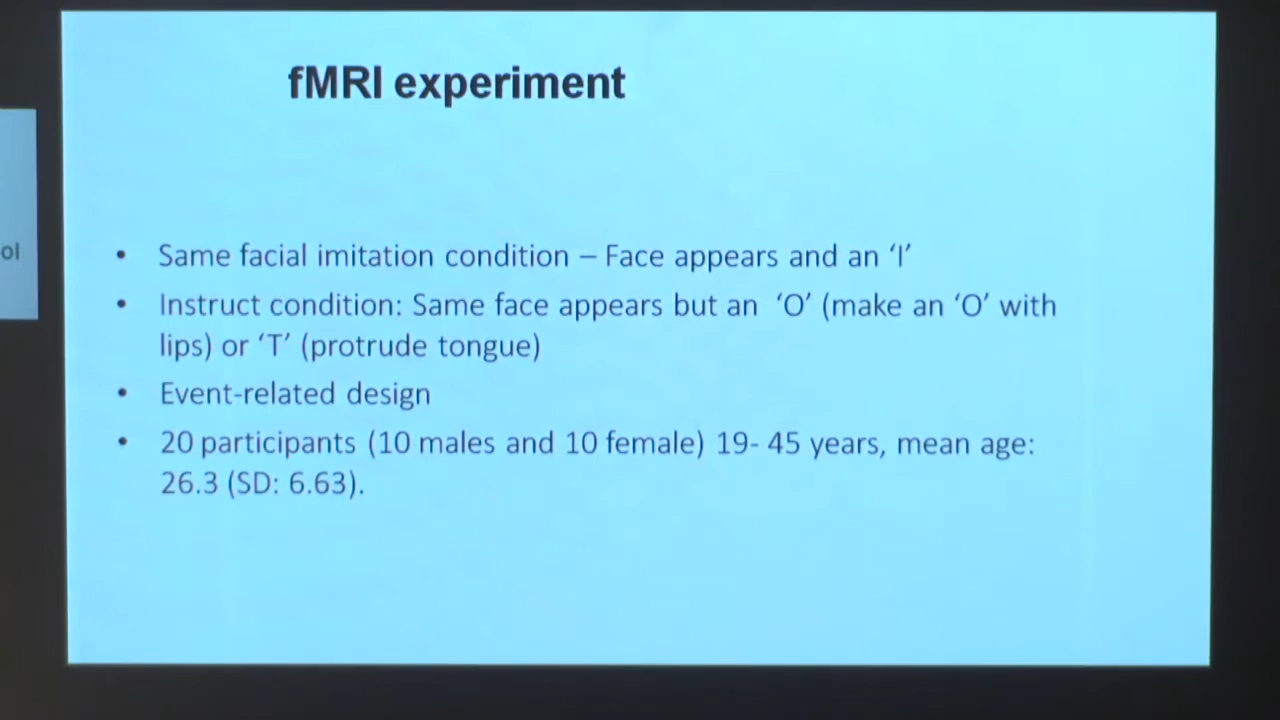 fMRI experiment
ol
• Same facial imitation condition – Face appears and an ‘I’
• Instruct condition: Same face appears but an ‘O’ (make an ‘O’ with
lips) or ‘T’ (protrude tongue)
• Event-related design
• 20 participants (10 males and 10 female) 19- 45 years, mean age:
26.3 (SD: 6.63).